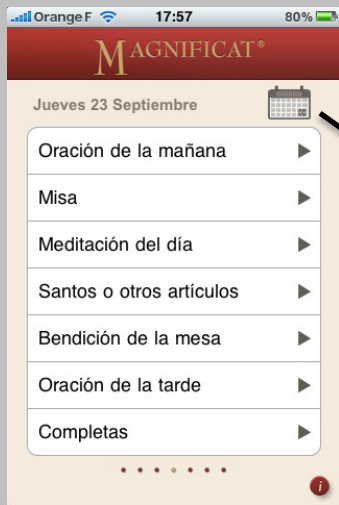 Orange F 17:57 80%
MAGNIFICAT®
Jueves 23 Septiembre
Oración de la mañana
Misa
Meditación del día
Santos o otros artículos
Bendición de la mesa
Oración de la tarde
Completas
i